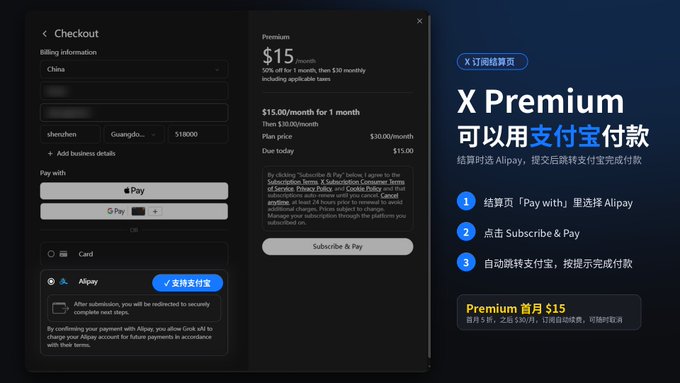 Checkout
Billing information
China
shenzhen
Guangdo...
518000
+ Add business details
Pay with
Pay
G Pay
OR
Card
Alipay
✓ 支持支付宝
After submission, you will be redirected to securely
complete next steps.
By confirming your payment with Alipay, you allow Grok xAI to
charge your Alipay account for future payments in accordance
with their terms.
Premium
$15 /month
50% off for 1 month, then $30 monthly
Including applicable taxes
$15.00/month for 1 month
Then $30.00/month
Plan price $30.00/month
Due today $15.00
By clicking "Subscribe & Pay" below, I agree to the
Subscription Terms, X Subscription Consumer Terms
of Service, Privacy Policy, and Cookie Policy and that
subscriptions auto-renew until you cancel. Cancel
anytime, at least 24 hours prior to renewal to avoid
additional charges. Prices subject to change.
Manage your subscription through the platform you
subscribed on.
Subscribe & Pay
X 订阅结算页
X Premium
可以用支付宝付款
结算时选 Alipay，提交后跳转支付宝完成付款
1 结算页「Pay with」里选择 Alipay
2 点击 Subscribe & Pay
3 自动跳转支付宝，按提示完成付款
Premium 首月 $15
首月 5 折，之后 $30/月，订阅自动续费，可随时取消